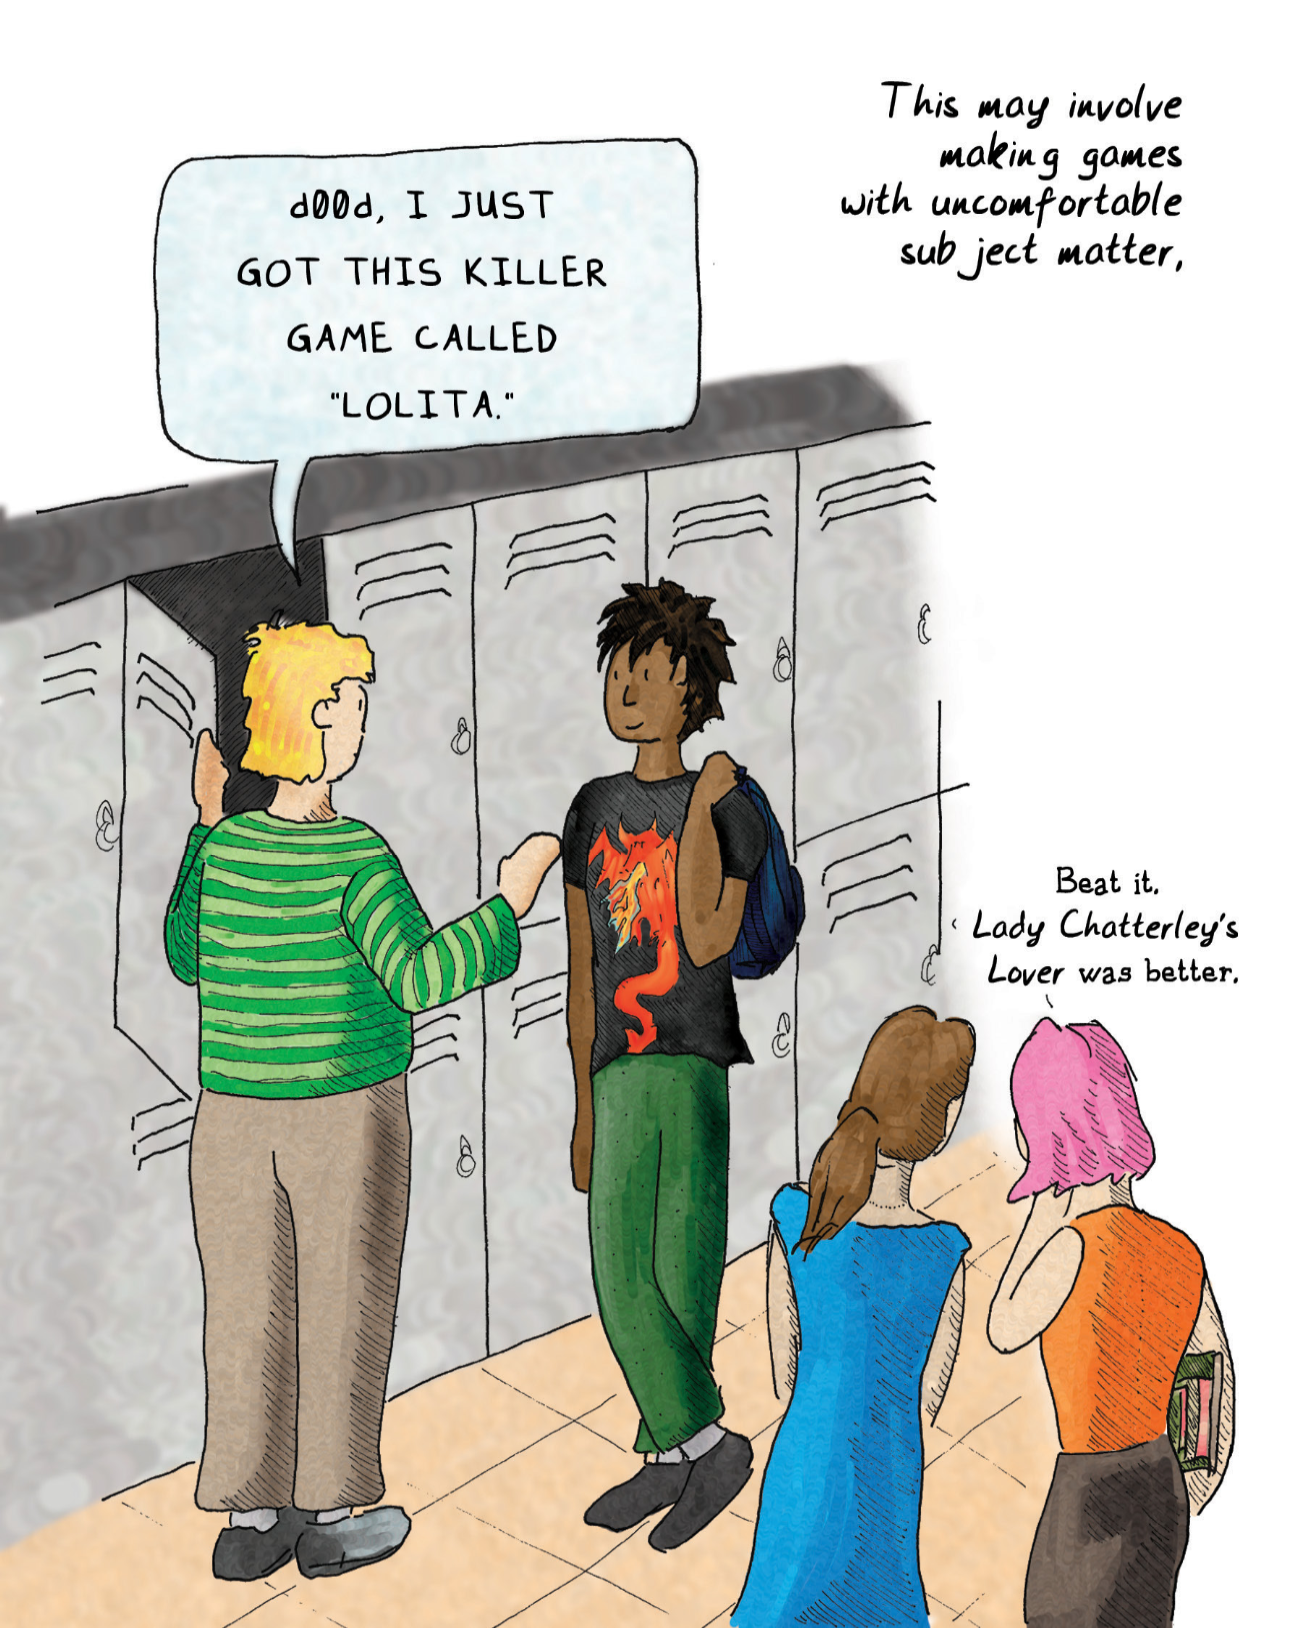 This may involve
making games
with uncomfortable
subject matter,
d00d, I JUST
GOT THIS KILLER
GAME CALLED
"LOLITA."
Beat it.
Lady Chatterley's
Lover was better.